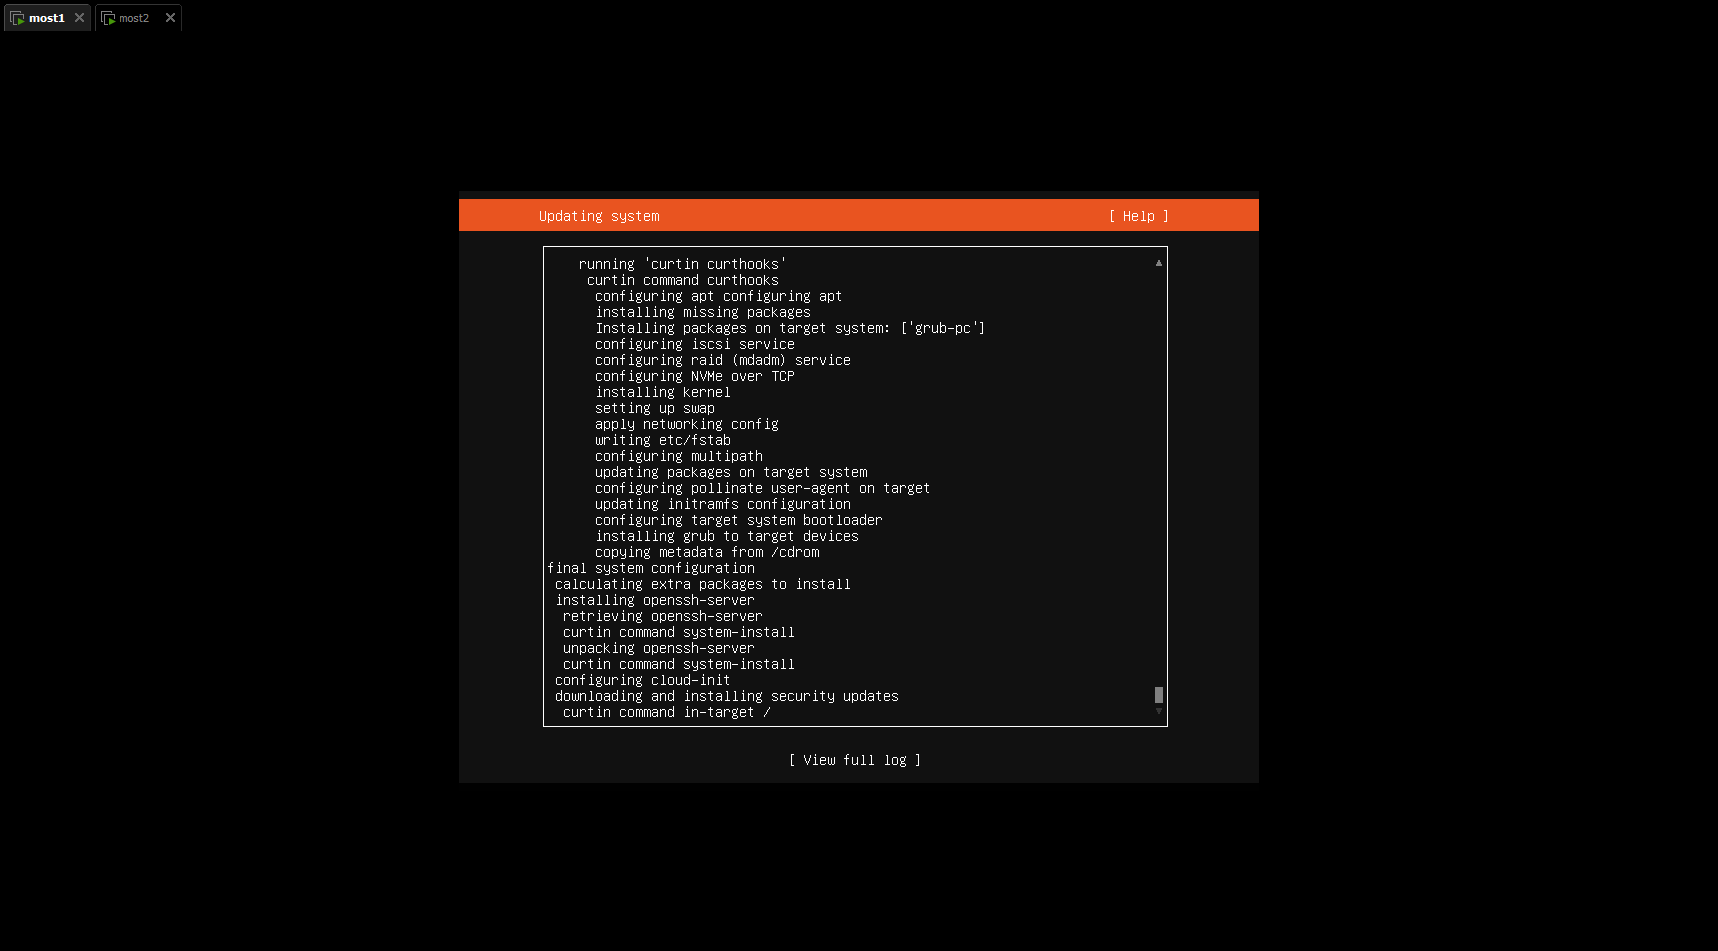 most1
most2
Updating system [ Help ]
running 'curtin curthooks'
curtin command curthooks
configuring apt configuring apt
installing missing packages
Installing packages on target system: ['grub-pc']
configuring iscsi service
configuring raid (mdadm) service
configuring NVMe over TCP
installing kernel
setting up swap
apply networking config
writing etc/fstab
configuring multipath
updating packages on target system
configuring pollinate user-agent on target
updating initramfs configuration
configuring target system bootloader
installing grub to target devices
copying metadata from /cdrom
final system configuration
calculating extra packages to install
installing openssh-server
retrieving openssh-server
curtin command system-install
unpacking openssh-server
curtin command system-install
configuring cloud-init
downloading and installing security updates
curtin command in-target /
[ View full log ]